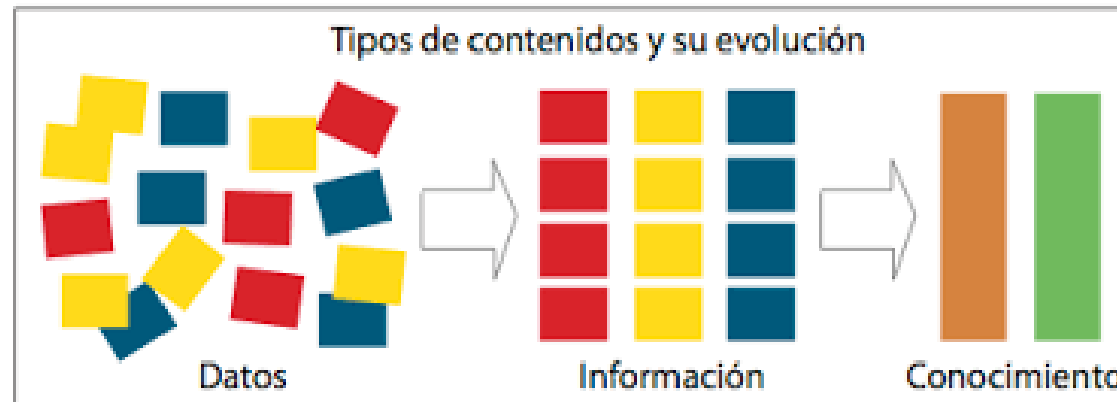 Tipos de contenidos y su evolución
Datos
Información
Conocimiento